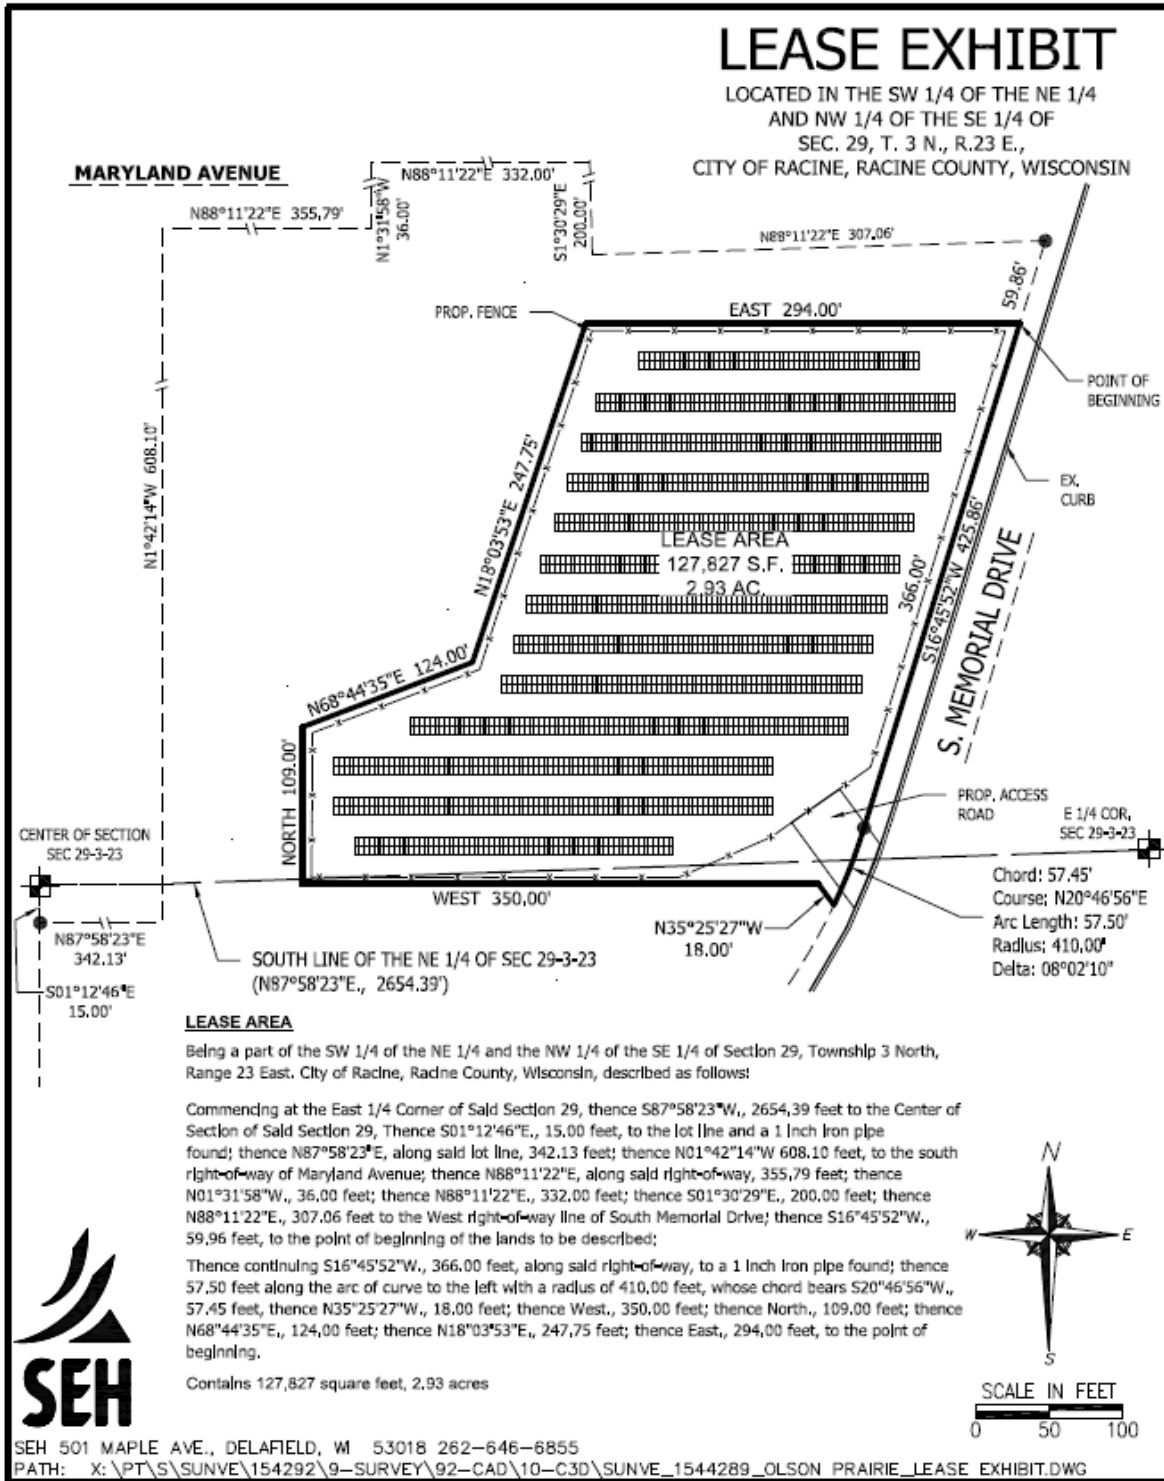 LEASE EXHIBIT
LOCATED IN THE SW 1/4 OF THE NE 1/4
AND NW 1/4 OF THE SE 1/4 OF
SEC. 29, T. 3 N., R.23 E.,
CITY OF RACINE, RACINE COUNTY, WISCONSIN
MARYLAND AVENUE
N88°11'22"E 332.00'
N88°11'22"E 355.79'
N1°31'58"W
36.00'
S1°30'29"E
200.00'
N88°11'22"E 307.06'
59.86'
PROP. FENCE
EAST 294.00'
POINT OF
BEGINNING
N1°42'14"W 608.10'
N18°03'53"E 247.75'
EX.
CURB
LEASE AREA
127,827 S.F.
2.93 AC.
366.00'
S16°45'52"W 425.86'
S. MEMORIAL DRIVE
N68°44'35"E 124.00'
NORTH 109.00'
PROP. ACCESS
ROAD
CENTER OF SECTION
SEC 29-3-23
E 1/4 COR.
SEC 29-3-23
WEST 350.00'
N35°25'27"W
18.00'
Chord: 57.45'
Course: N20°46'56"E
Arc Length: 57.50'
Radius: 410.00'
Delta: 08°02'10"
N87°58'23"E
342.13'
S01°12'46"E
15.00'
SOUTH LINE OF THE NE 1/4 OF SEC 29-3-23
(N87°58'23"E., 2654.39')
LEASE AREA
Being a part of the SW 1/4 of the NE 1/4 and the NW 1/4 of the SE 1/4 of Section 29, Township 3 North,
Range 23 East. City of Racine, Racine County, Wisconsin, described as follows:
Commencing at the East 1/4 Corner of Said Section 29, thence S87°58'23"W., 2654.39 feet to the Center of
Section of Said Section 29, Thence S01°12'46"E., 15.00 feet, to the lot line and a 1 inch iron pipe
found; thence N87°58'23"E, along said lot line, 342.13 feet; thence N01°42"14"W 608.10 feet, to the south
right-of-way of Maryland Avenue; thence N88°11'22"E, along said right-of-way, 355.79 feet; thence
N01°31'58"W., 36.00 feet; thence N88°11'22"E., 332.00 feet; thence S01°30'29"E., 200.00 feet; thence
N88°11'22"E., 307.06 feet to the West right-of-way line of South Memorial Drive; thence S16°45'52"W.,
59.96 feet, to the point of beginning of the lands to be described;
Thence continuing S16°45'52"W., 366.00 feet, along said right-of-way, to a 1 inch iron pipe found; thence
57.50 feet along the arc of curve to the left with a radius of 410.00 feet, whose chord bears S20°46'56"W.,
57.45 feet, thence N35°25'27"W., 18.00 feet; thence West., 350.00 feet; thence North., 109.00 feet; thence
N68°44'35"E., 124.00 feet; thence N18°03'53"E., 247.75 feet; thence East., 294.00 feet, to the point of
beginning.
Contains 127,827 square feet, 2.93 acres
N
W
E
S
SEH
SCALE IN FEET
0 50 100
SEH 501 MAPLE AVE., DELAFIELD, WI 53018 262-646-6855
PATH: X:\PT\S\SUNVE\154292\9-SURVEY\92-CAD\10-C3D\SUNVE_1544289_OLSON PRAIRIE_LEASE EXHIBIT.DWG